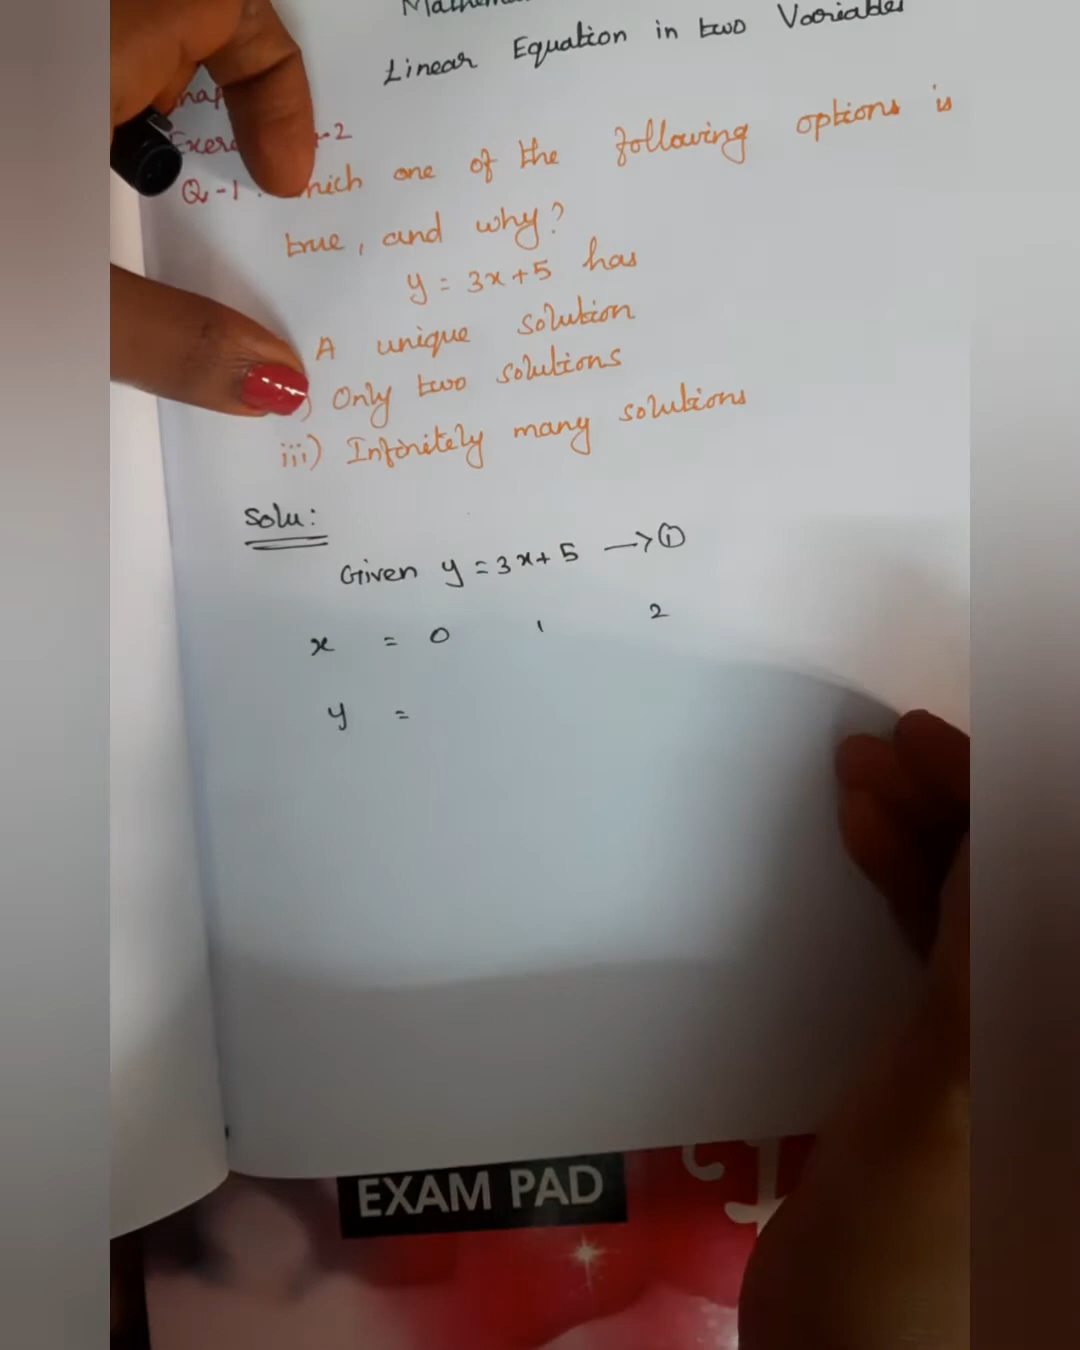 Linear Equation in two Variables
-2
Q-1. one of the following options is
true, and why?
y = 3x+5 has
A unique solution
) Only two solutions
iii) Infinitely many solutions
Solu:
Given y = 3x+5 →①
x = 0 1 2
y =
EXAM PAD